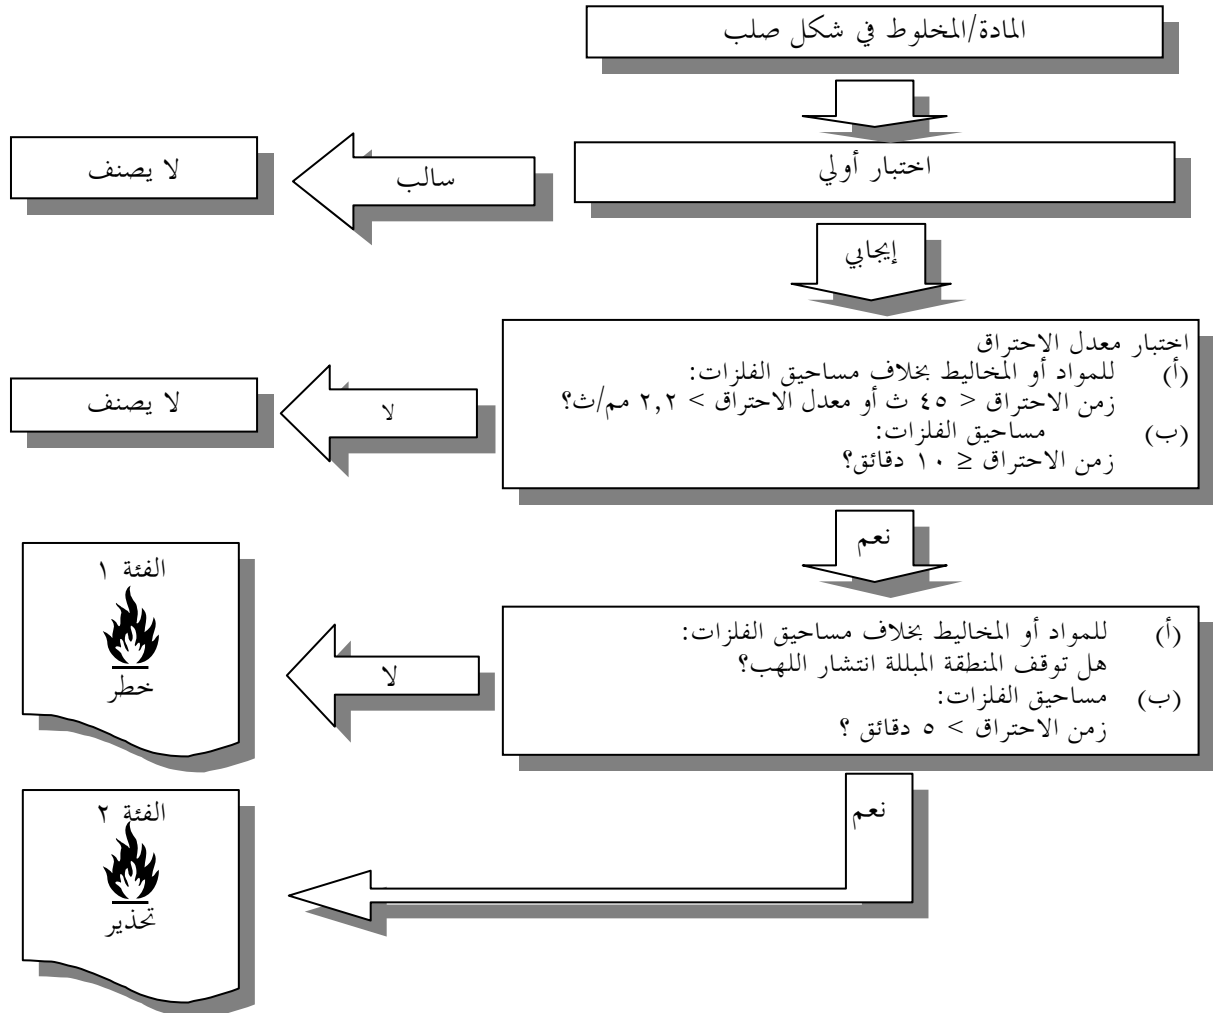 المادة/المخلوط في شكل صلب
اختبار أولي
سالب
لا يصنف
إيجابي
اختبار معدل الاحتراق
(أ) للمواد أو المخاليط بخلاف مساحيق الفلزات:
زمن الاحتراق < ٤٥ ث أو معدل الاحتراق > ٢,٢ مم/ث؟
(ب) مساحيق الفلزات:
زمن الاحتراق ≤ ١٠ دقائق؟
لا
لا يصنف
نعم
(أ) للمواد أو المخاليط بخلاف مساحيق الفلزات:
هل توقف المنطقة المبللة انتشار اللهب؟
(ب) مساحيق الفلزات:
زمن الاحتراق > ٥ دقائق ؟
لا
الفئة ١
خطر
نعم
الفئة ٢
تحذير